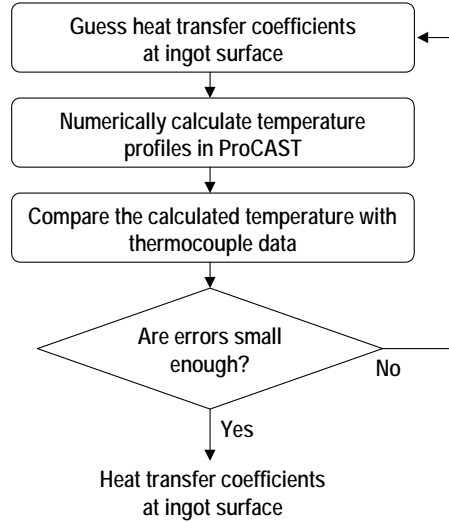 Guess heat transfer coefficients
at ingot surface
Numerically calculate temperature
profiles in ProCAST
Compare the calculated temperature with
thermocouple data
Are errors small
enough?
No
Yes
Heat transfer coefficients
at ingot surface